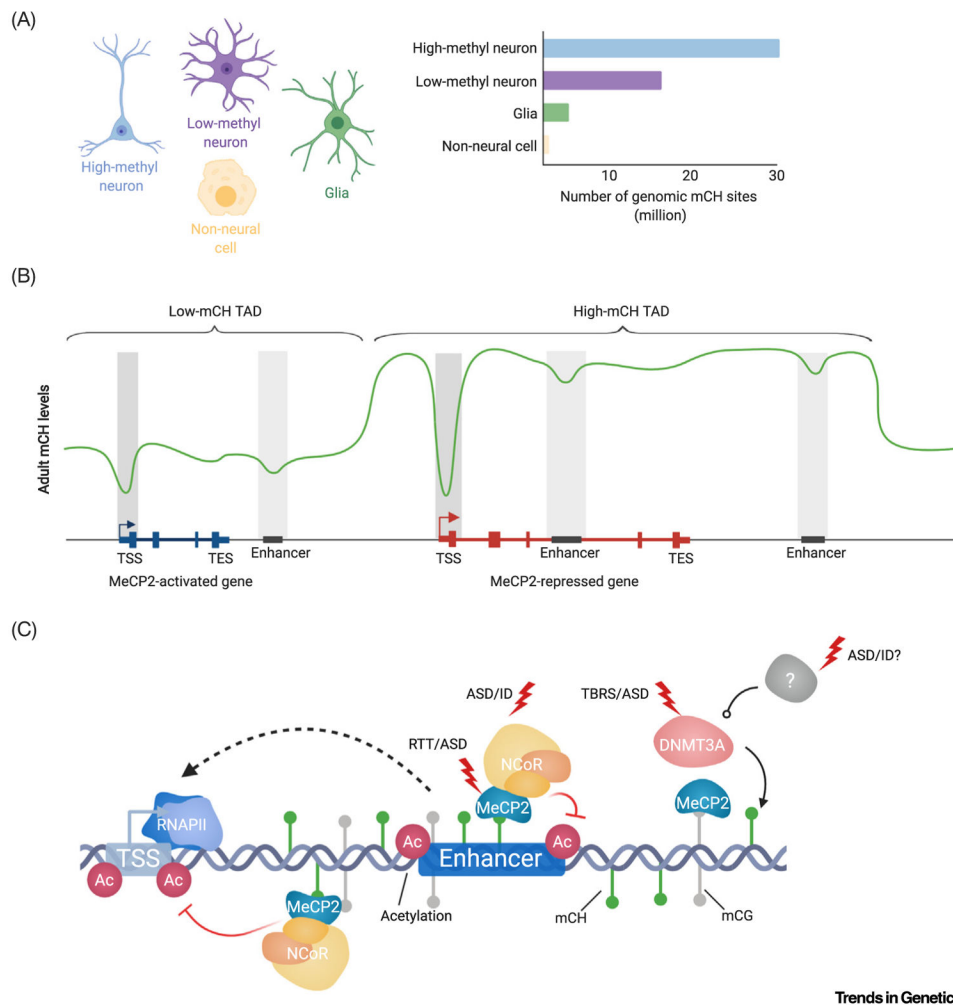 (A)
High-methyl
neuron
Low-methyl
neuron
Non-neural
cell
Glia
High-methyl neuron
Low-methyl neuron
Glia
Non-neural cell
10 20 30
Number of genomic mCH sites
(million)
(B)
Low-mCH TAD High-mCH TAD
Adult mCH levels
TSS TES Enhancer TSS Enhancer TES Enhancer
MeCP2-activated gene MeCP2-repressed gene
(C)
ASD/ID?
?
ASD/ID TBRS/ASD
DNMT3A
RTT/ASD NCoR
MeCP2 MeCP2
RNAPII
TSS Ac Enhancer Ac
Ac Ac
MeCP2 Acetylation mCH mCG
NCoR
Trends in Genetic